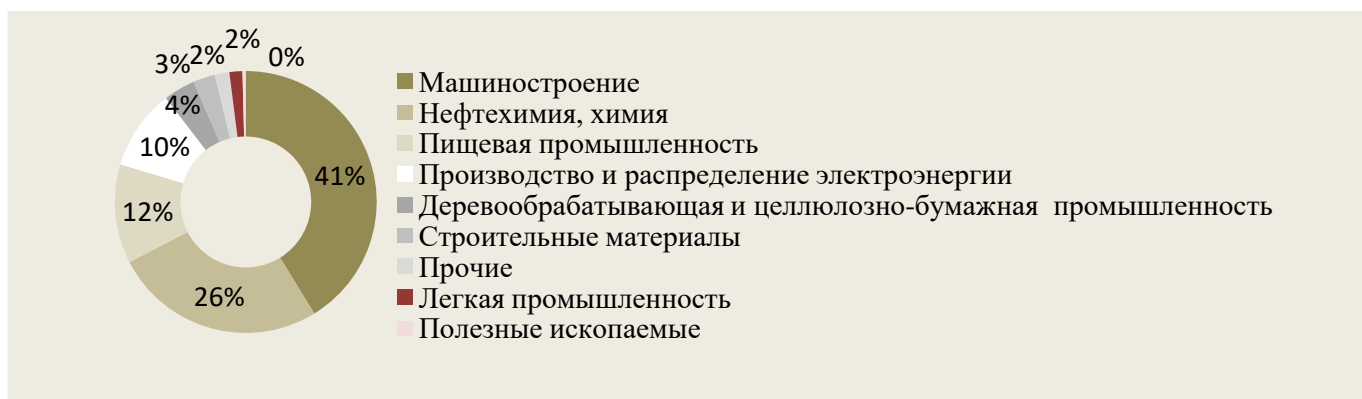 2%
3%
2%
0%
4%
10%
41%
12%
26%
Машиностроение
Нефтехимия, химия
Пищевая промышленность
Производство и распределение электроэнергии
Деревообрабатывающая и целлюлозно-бумажная промышленность
Строительные материалы
Прочие
Легкая промышленность
Полезные ископаемые